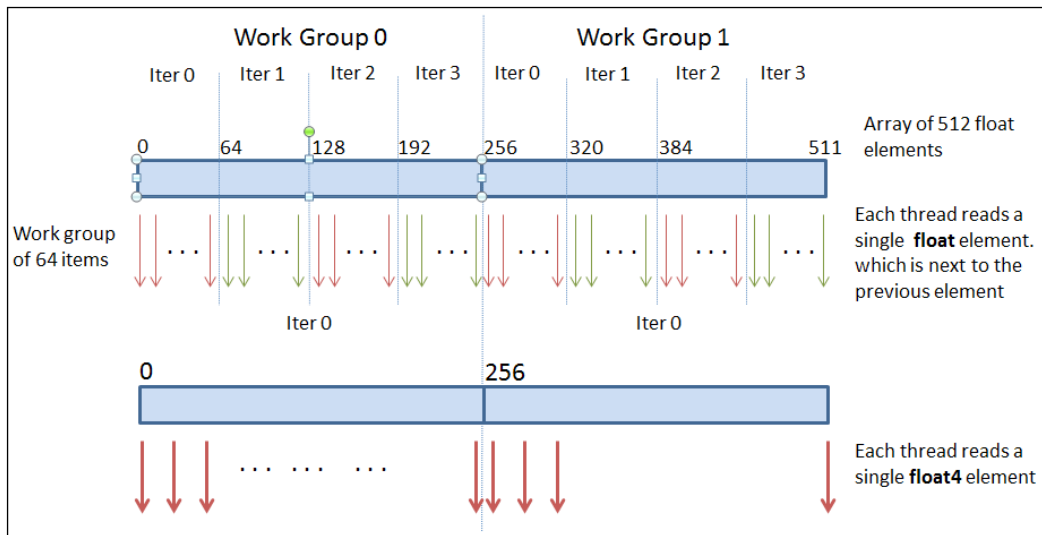 Work Group 0
Work Group 1
Iter 0
Iter 1
Iter 2
Iter 3
Iter 0
Iter 1
Iter 2
Iter 3
0
64
128
192
256
320
384
511
Array of 512 float
elements
Work group
of 64 items
. . .
. . .
. . .
. . .
. . .
. . .
. . .
. . .
Each thread reads a
single float element.
which is next to the
previous element
Iter 0
Iter 0
0
256
. . . . . . . . .
Each thread reads a
single float4 element